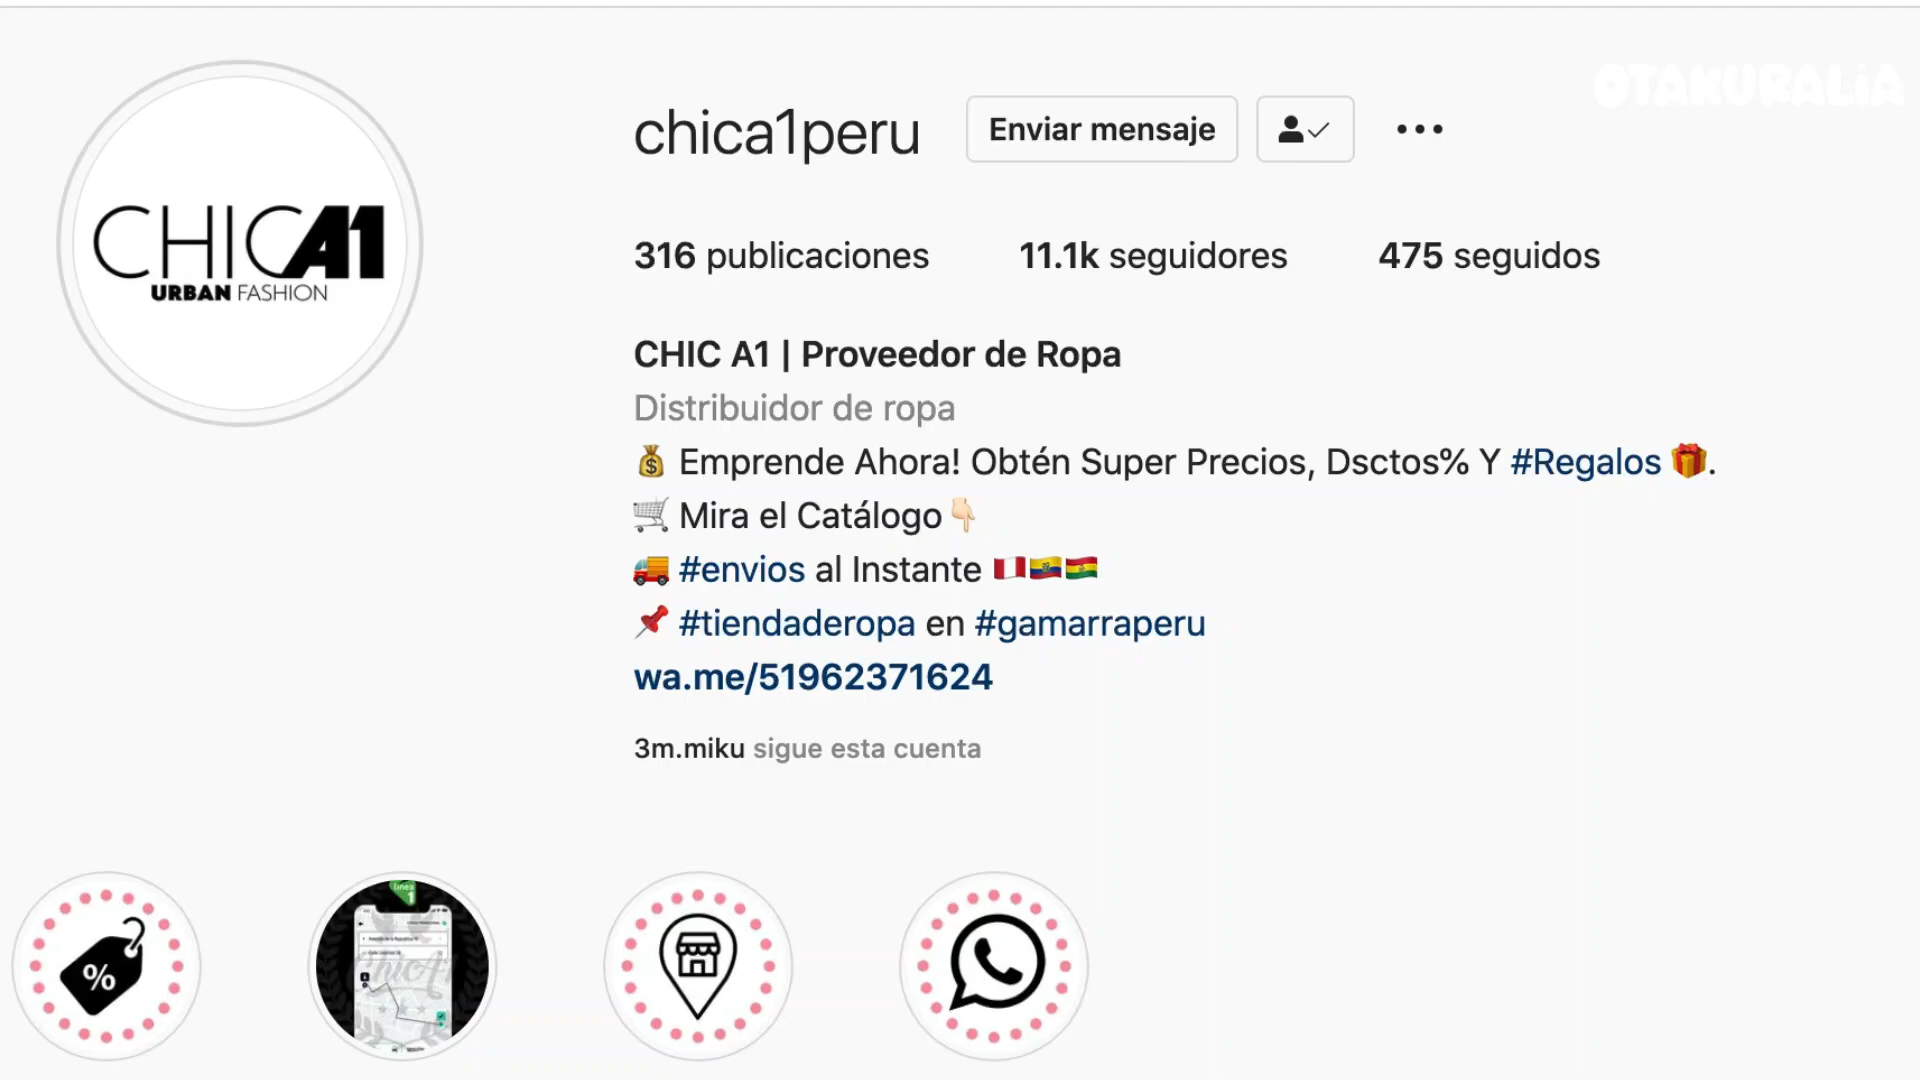 OTAKURALiA
chica1peru
Enviar mensaje
316 publicaciones
11.1k seguidores
475 seguidos
CHICA1
URBAN FASHION
CHIC A1 | Proveedor de Ropa
Distribuidor de ropa
💰 Emprende Ahora! Obtén Super Precios, Dsctos% Y #Regalos 🎁.
🛒 Mira el Catálogo👇🏻
🚚 #envios al Instante 🇵🇪🇪🇨🇧🇴
📌 #tiendaderopa en #gamarraperu
wa.me/51962371624
3m.miku sigue esta cuenta
%
linea
1